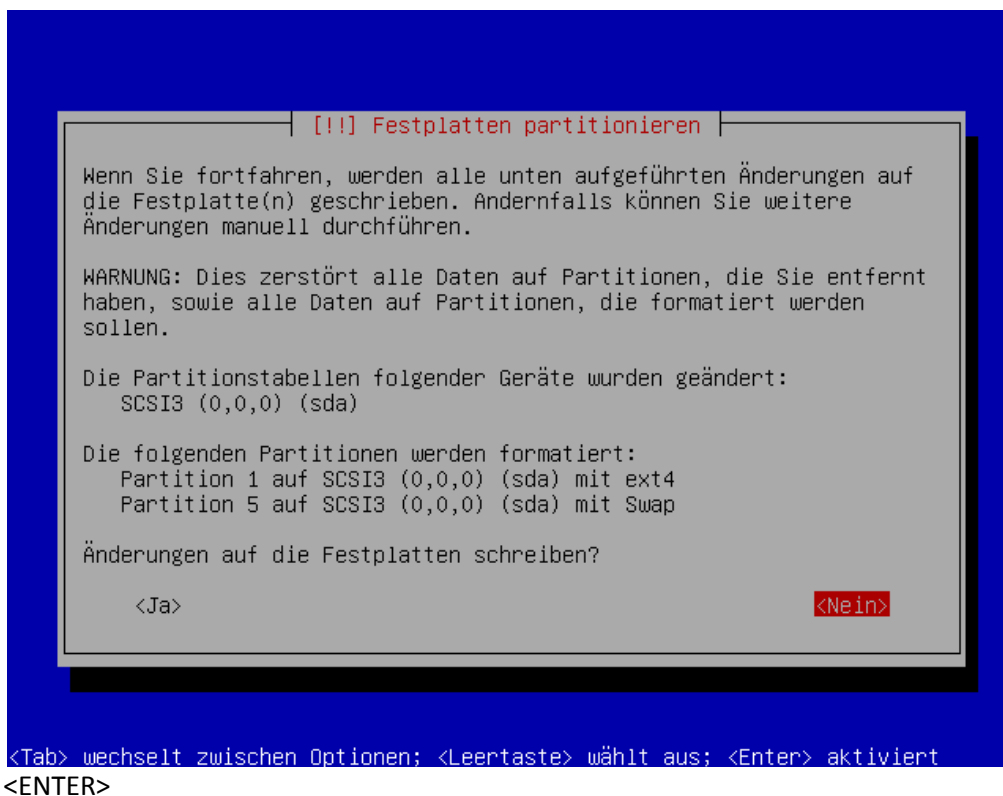 [!!] Festplatten partitionieren
Wenn Sie fortfahren, werden alle unten aufgeführten Änderungen auf
die Festplatte(n) geschrieben. Andernfalls können Sie weitere
Änderungen manuell durchführen.
WARNUNG: Dies zerstört alle Daten auf Partitionen, die Sie entfernt
haben, sowie alle Daten auf Partitionen, die formatiert werden
sollen.
Die Partitionstabellen folgender Geräte wurden geändert:
SCSI3 (0,0,0) (sda)
Die folgenden Partitionen werden formatiert:
Partition 1 auf SCSI3 (0,0,0) (sda) mit ext4
Partition 5 auf SCSI3 (0,0,0) (sda) mit Swap
Änderungen auf die Festplatten schreiben?
<Ja> <Nein>
<Tab> wechselt zwischen Optionen; <Leertaste> wählt aus; <Enter> aktiviert
<ENTER>